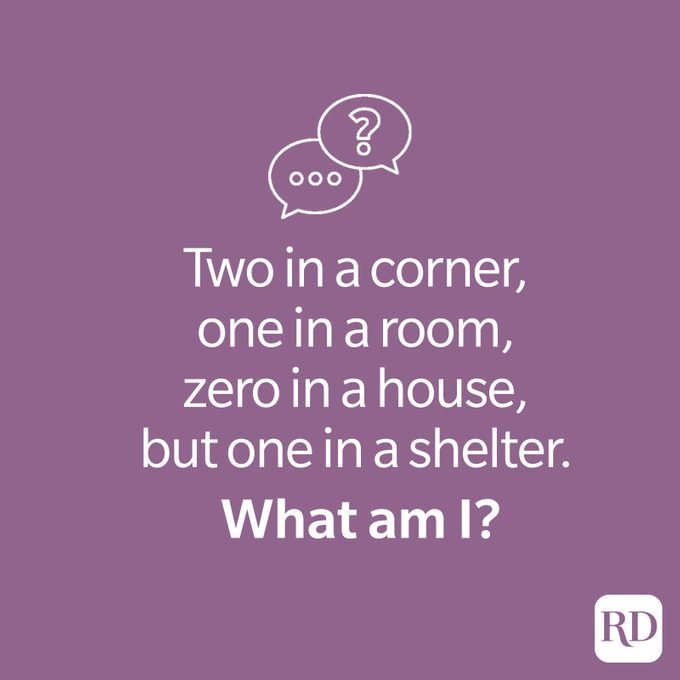 ?
Two in a corner,
one in a room,
zero in a house,
but one in a shelter.
What am I?
RD